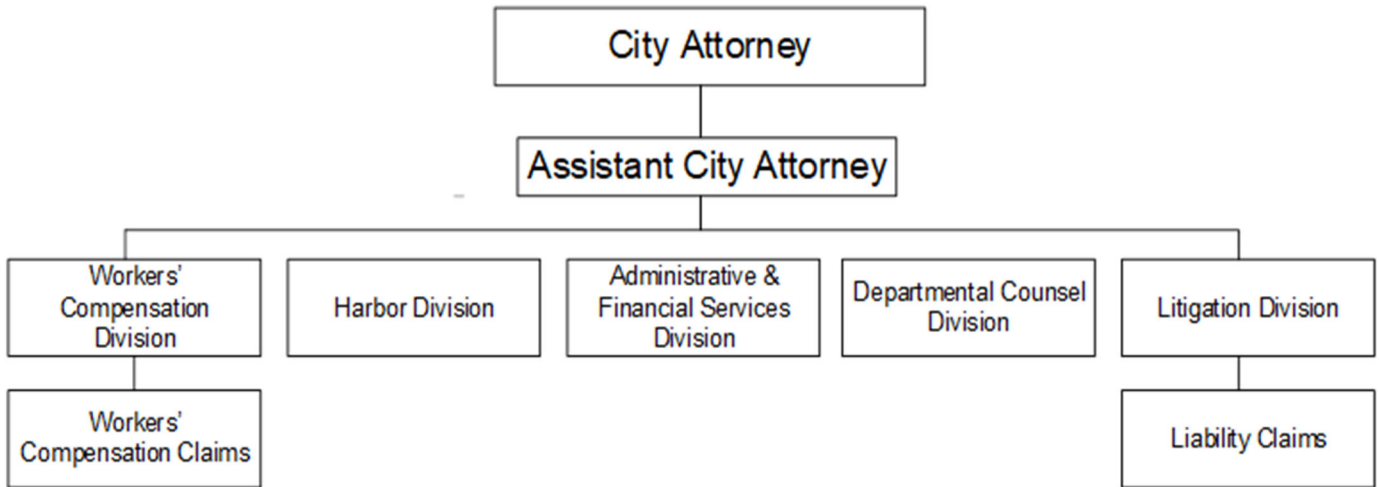 City Attorney
Assistant City Attorney
Workers'
Compensation
Division
Harbor Division
Administrative &
Financial Services
Division
Departmental Counsel
Division
Litigation Division
Workers'
Compensation Claims
Liability Claims